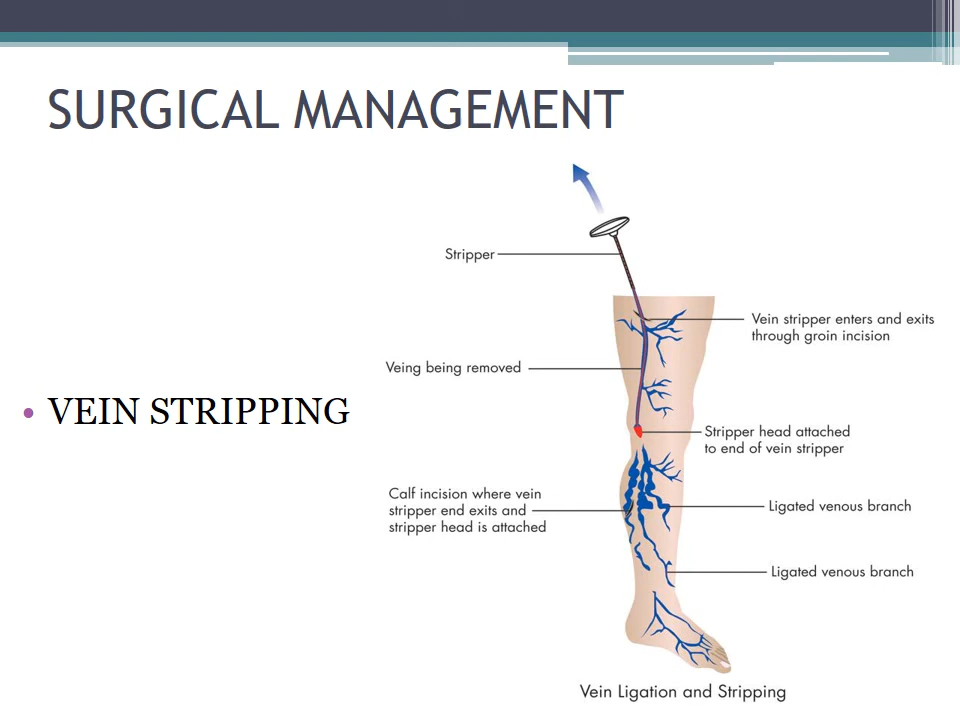 SURGICAL MANAGEMENT
• VEIN STRIPPING
Stripper
Vein stripper enters and exits
through groin incision
Veing being removed
Stripper head attached
to end of vein stripper
Calf incision where vein
stripper end exits and
stripper head is attached
Ligated venous branch
Ligated venous branch
Vein Ligation and Stripping